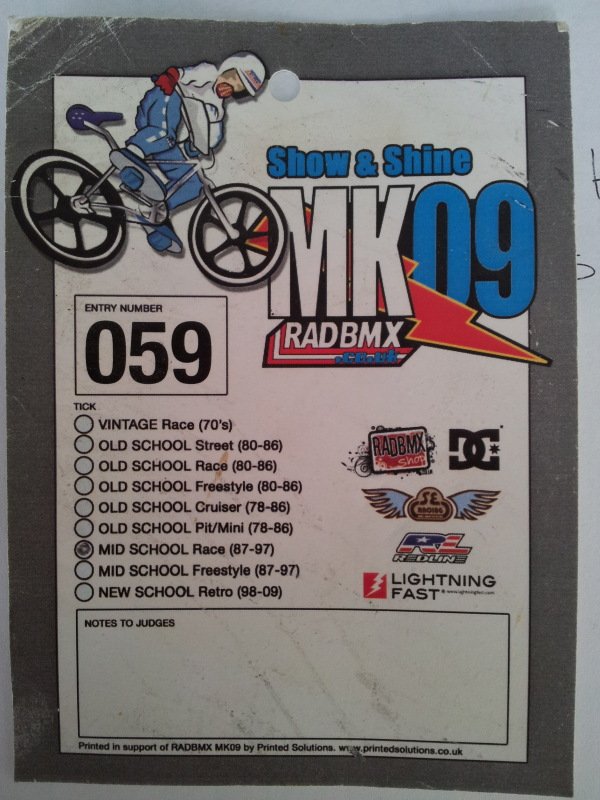 Show & Shine
MK09
RADBMX
.co.uk
ENTRY NUMBER
059
TICK
VINTAGE Race (70's)
OLD SCHOOL Street (80-86)
OLD SCHOOL Race (80-86)
OLD SCHOOL Freestyle (80-86)
OLD SCHOOL Cruiser (78-86)
OLD SCHOOL Pit/Mini (78-86)
MID SCHOOL Race (87-97)
MID SCHOOL Freestyle (87-97)
NEW SCHOOL Retro (98-09)
RADBMX
Shop
DC
SE
RACING
RL
REDLINE
LIGHTNING
FAST
NOTES TO JUDGES
Printed in support of RADBMX MK09 by Printed Solutions. www.printedsolutions.co.uk